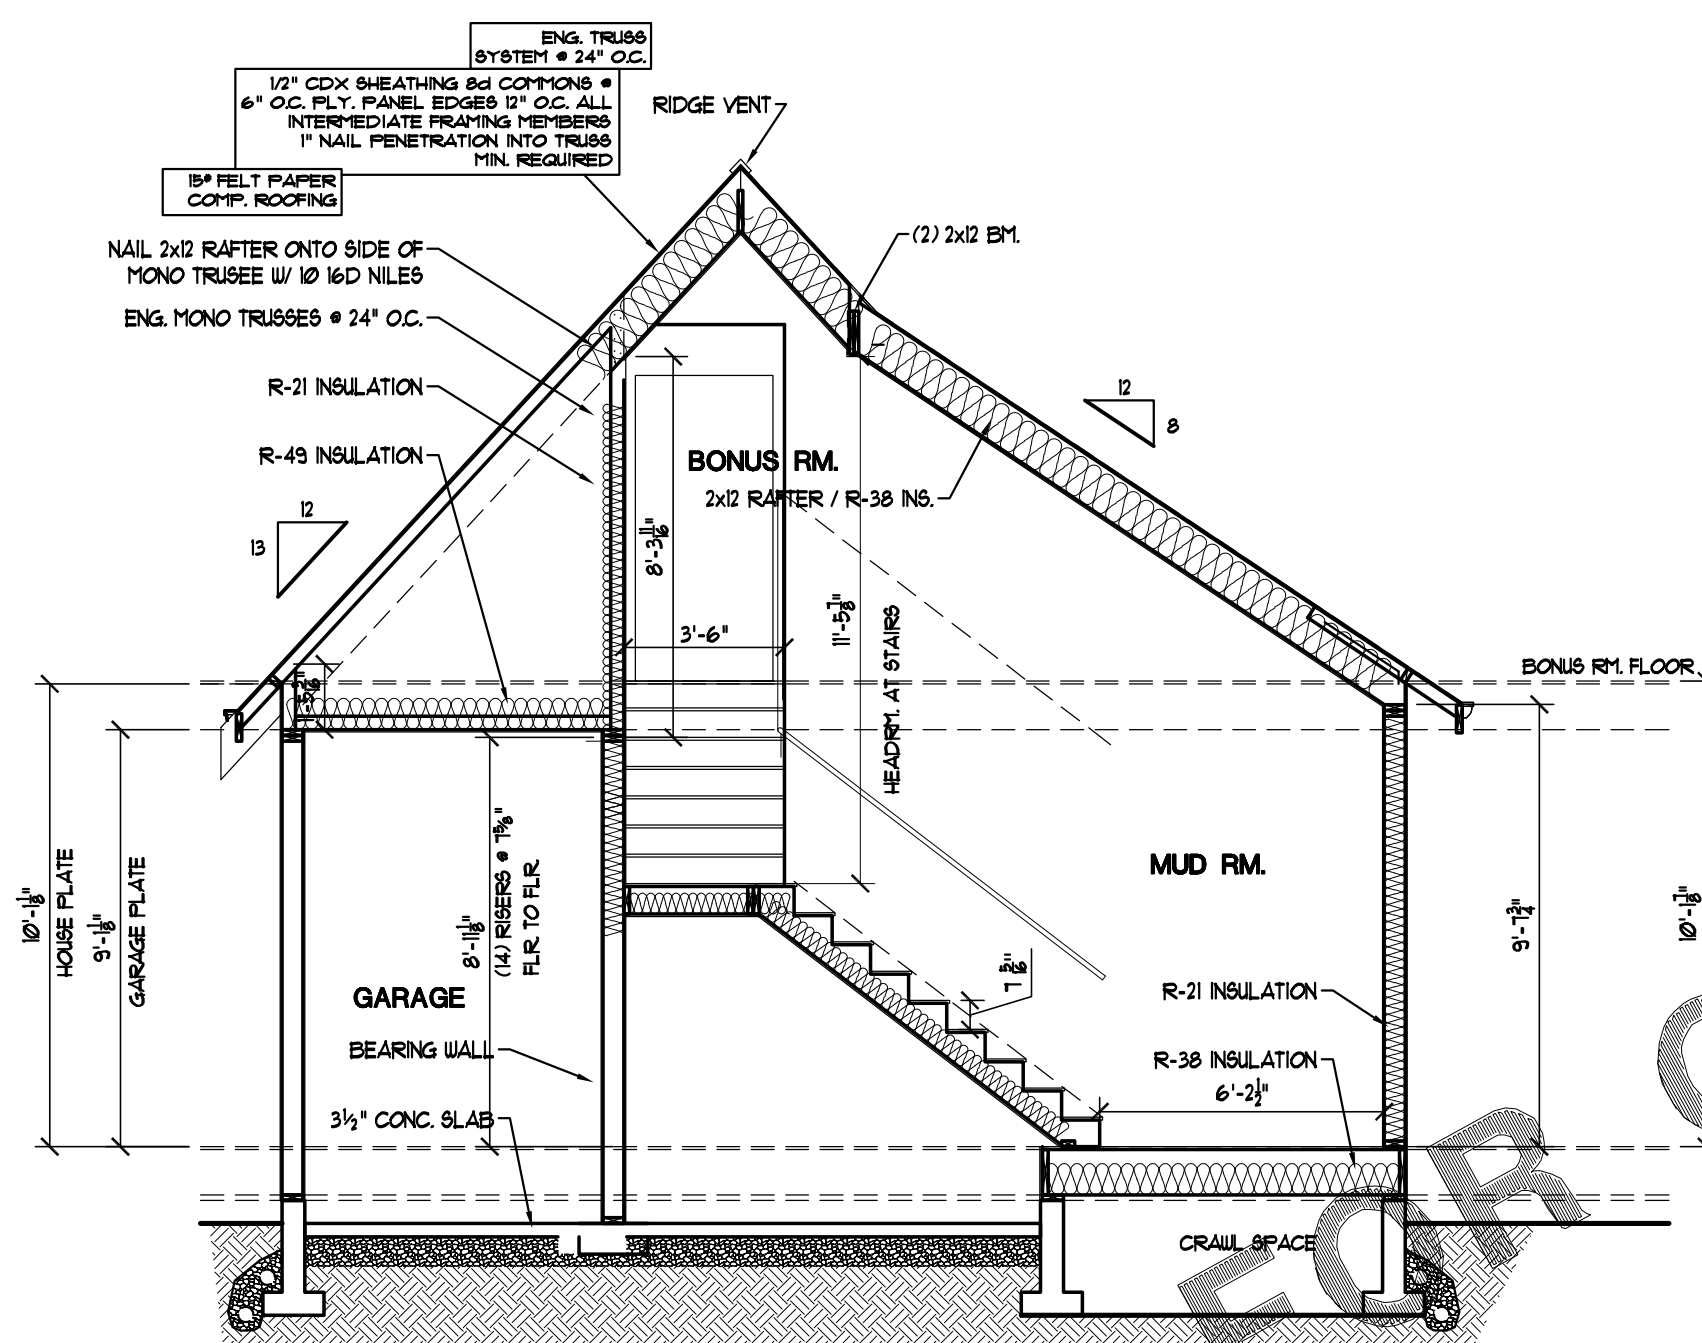 ENG. TRUSS
SYSTEM @ 24" O.C.
1/2" CDX SHEATHING 8d COMMONS @
6" O.C. PLY. PANEL EDGES 12" O.C. ALL
INTERMEDIATE FRAMING MEMBERS
1" NAIL PENETRATION INTO TRUSS
MIN. REQUIRED
15# FELT PAPER
COMP. ROOFING
RIDGE VENT
NAIL 2x12 RAFTER ONTO SIDE OF
MONO TRUSEE W/ 10 16D NILES
(2) 2x12 BM.
ENG. MONO TRUSSES @ 24" O.C.
R-21 INSULATION
12
8
R-49 INSULATION
BONUS RM.
2x12 RAFTER / R-38 INS.
12
13
8'-3 11/16"
3'-6"
11'-5 7/8"
HEADRM. AT STAIRS
BONUS RM. FLOOR
10'-1 1/8"
HOUSE PLATE
9'-1 1/8"
GARAGE PLATE
8'-11 1/8"
(14) RISERS @ 7 5/8"
FLR TO FLR
MUD RM.
9'-7 3/4"
10'-1 7/8"
GARAGE
7 5/16"
R-21 INSULATION
BEARING WALL
R-38 INSULATION
6'-2 1/2"
3 1/2" CONC. SLAB
CRAWL SPACE
FOR